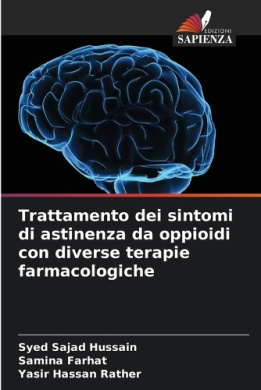 EDIZIONI
SAPIENZA
Trattamento dei sintomi
di astinenza da oppioidi
con diverse terapie
farmacologiche
Syed Sajad Hussain
Samina Farhat
Yasir Hassan Rather